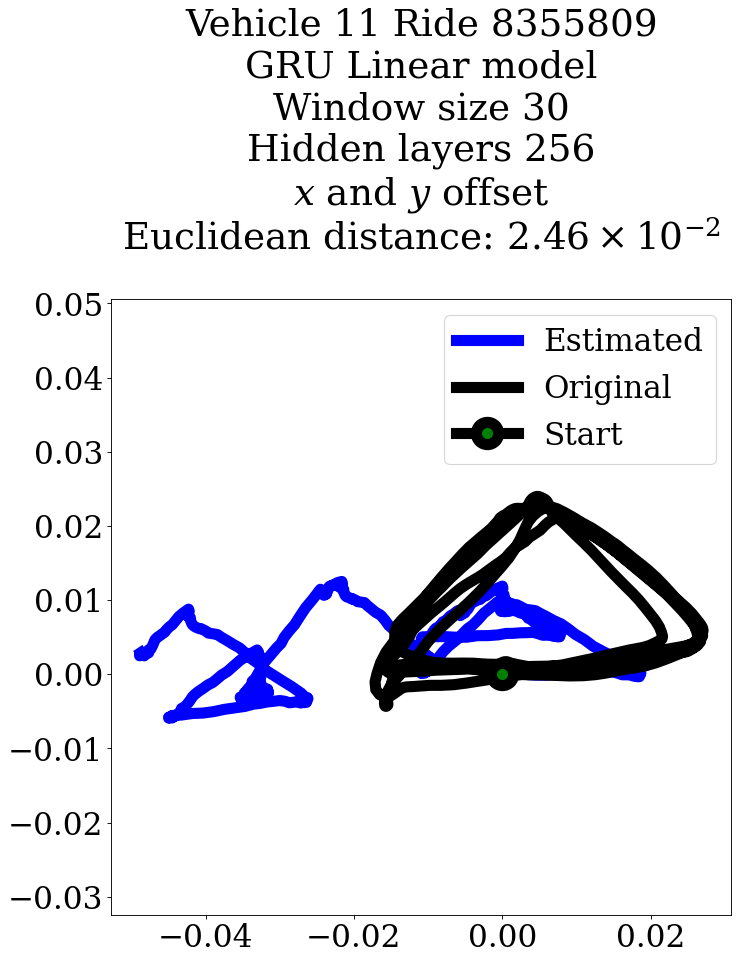 Vehicle 11 Ride 8355809
GRU Linear model
Window size 30
Hidden layers 256
x and y offset
Euclidean distance: 2.46 × 10⁻²
Estimated
Original
Start
0.05
0.04
0.03
0.02
0.01
0.00
−0.01
−0.02
−0.03
−0.04
−0.02
0.00
0.02